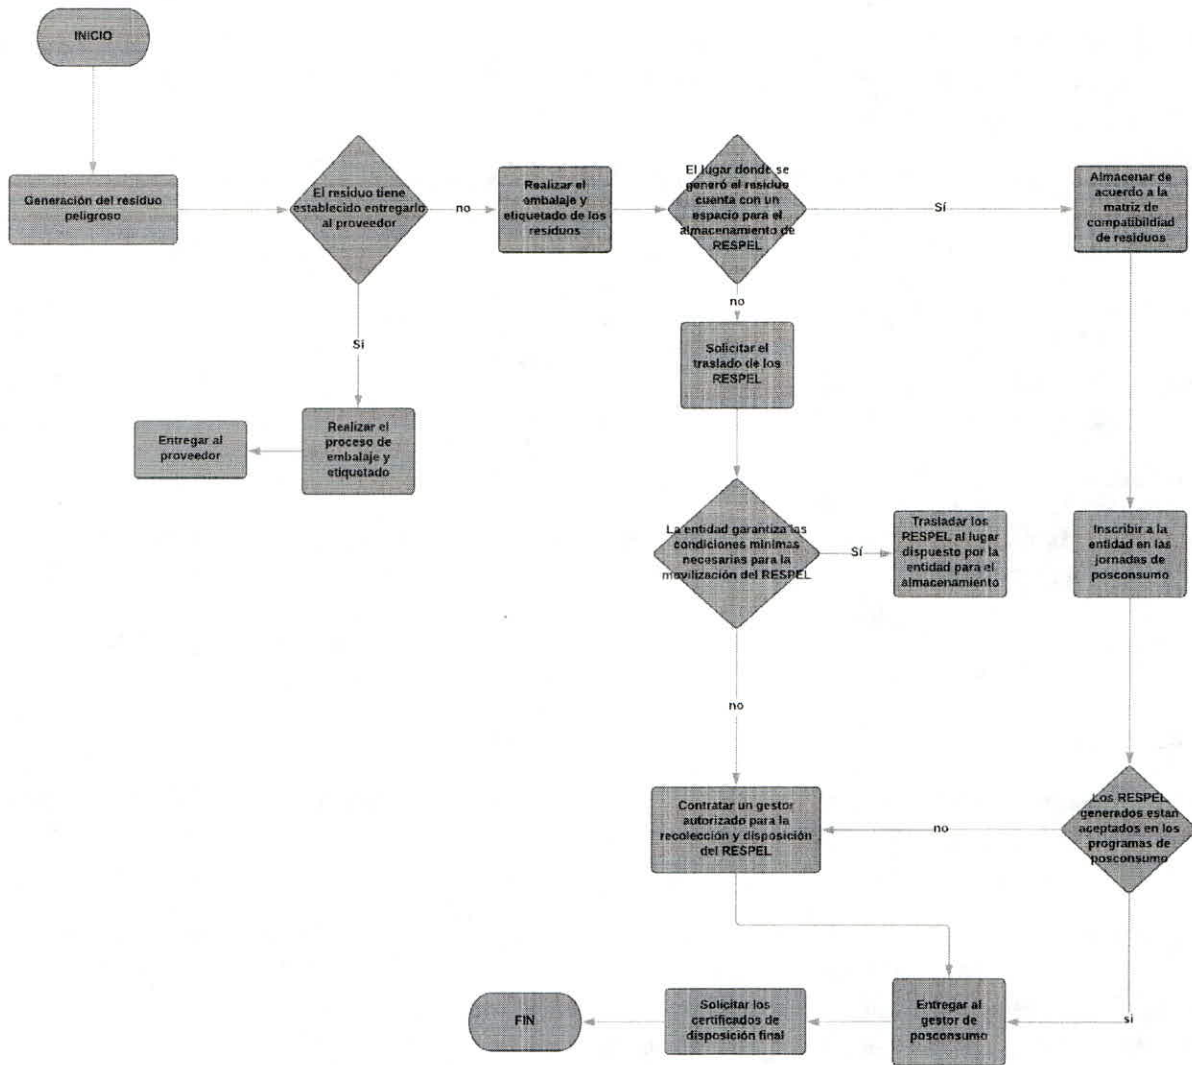 INICIO
Generación del residuo
peligroso
El residuo tiene
establecido entregarlo
al proveedor
no
Realizar el
embalaje y
etiquetado de los
residuos
El lugar donde se
generó el residuo
cuenta con un
espacio para el
almacenamiento de
RESPEL
Sí
Almacenar de
acuerdo a la
matriz de
compatibildiad
de residuos
no
Solicitar el
traslado de los
RESPEL
Sí
Realizar el
proceso de
embalaje y
etiquetado
Entregar al
proveedor
La entidad garantiza las
condiciones mínimas
necesarias para la
movilización del RESPEL
Sí
Trasladar los
RESPEL al lugar
dispuesto por la
entidad para el
almacenamiento
Inscribir a la
entidad en las
jornadas de
posconsumo
no
Contratar un gestor
autorizado para la
recolección y disposición
del RESPEL
no
Los RESPEL
generados estan
aceptados en los
programas de
posconsumo
si
Entregar al
gestor de
posconsumo
Solicitar los
certificados de
disposición final
FIN